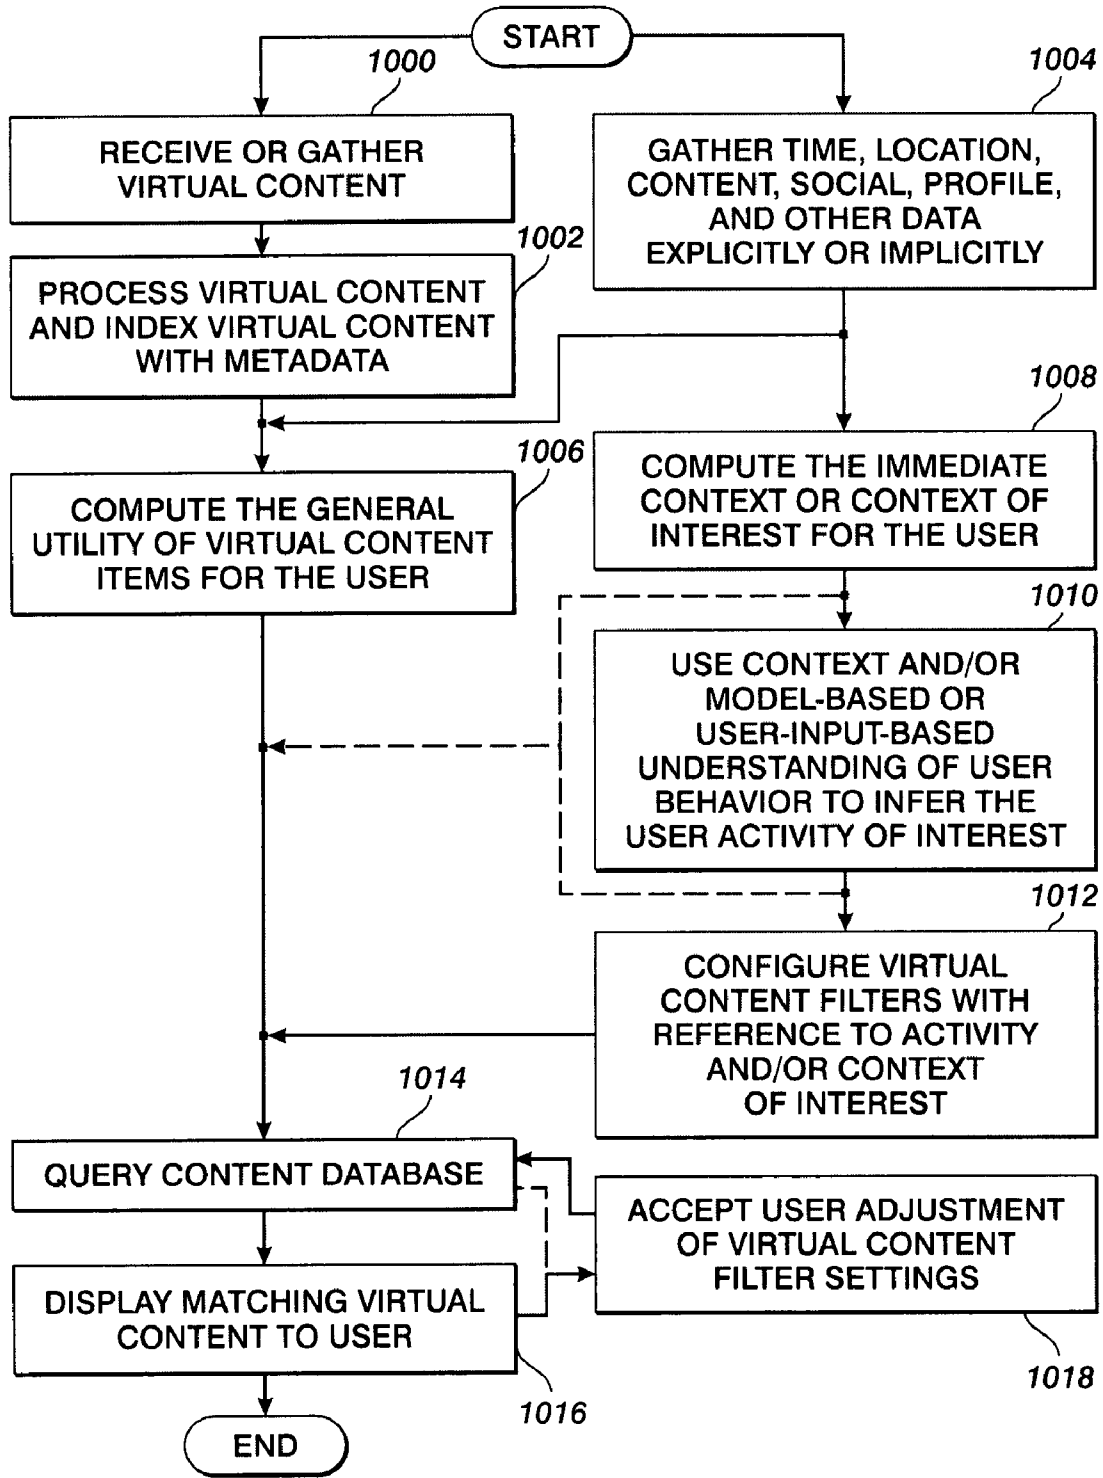 START
1000
RECEIVE OR GATHER
VIRTUAL CONTENT
1004
GATHER TIME, LOCATION,
CONTENT, SOCIAL, PROFILE,
AND OTHER DATA
EXPLICITLY OR IMPLICITLY
1002
PROCESS VIRTUAL CONTENT
AND INDEX VIRTUAL CONTENT
WITH METADATA
1006
COMPUTE THE GENERAL
UTILITY OF VIRTUAL CONTENT
ITEMS FOR THE USER
1008
COMPUTE THE IMMEDIATE
CONTEXT OR CONTEXT OF
INTEREST FOR THE USER
1010
USE CONTEXT AND/OR
MODEL-BASED OR
USER-INPUT-BASED
UNDERSTANDING OF USER
BEHAVIOR TO INFER THE
USER ACTIVITY OF INTEREST
1012
CONFIGURE VIRTUAL
CONTENT FILTERS WITH
REFERENCE TO ACTIVITY
AND/OR CONTEXT
OF INTEREST
1014
QUERY CONTENT DATABASE
ACCEPT USER ADJUSTMENT
OF VIRTUAL CONTENT
FILTER SETTINGS
1018
DISPLAY MATCHING VIRTUAL
CONTENT TO USER
1016
END